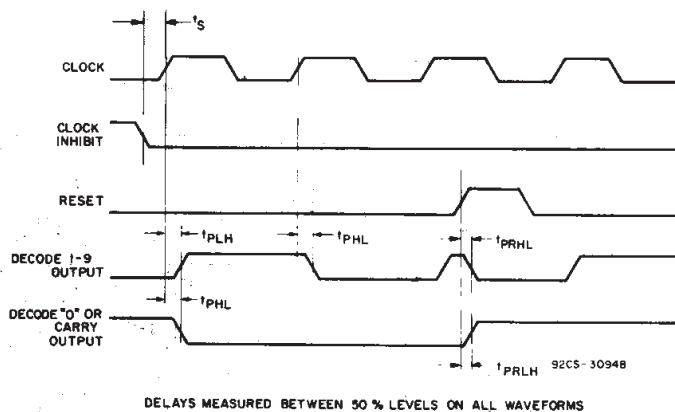 tS
CLOCK
CLOCK
INHIBIT
RESET
tPLH
tPHL
tPRHL
DECODE 1-9
OUTPUT
tPHL
DECODE "0" OR
CARRY
OUTPUT
tPRLH
92CS-30948
DELAYS MEASURED BETWEEN 50 % LEVELS ON ALL WAVEFORMS